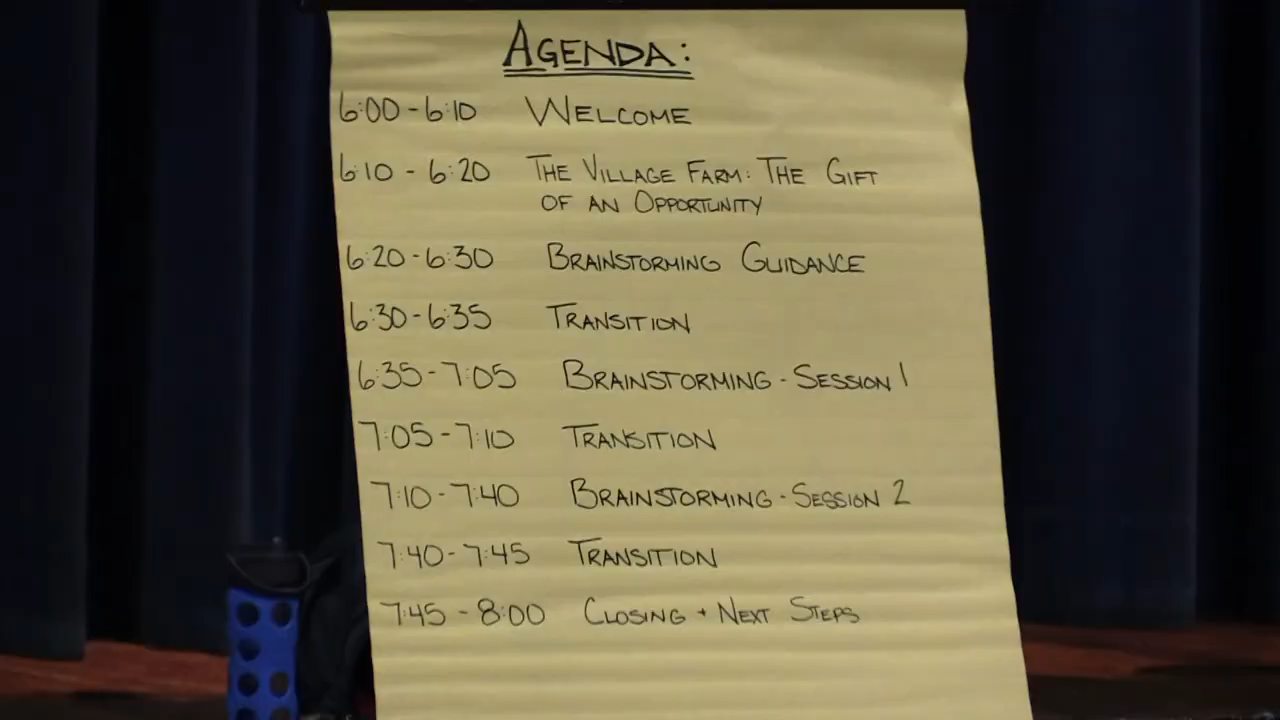 AGENDA:
6:00 - 6:10 WELCOME
6:10 - 6:20 THE VILLAGE FARM: THE GIFT
OF AN OPPORTUNITY
6:20 - 6:30 BRAINSTORMING GUIDANCE
6:30 - 6:35 TRANSITION
6:35 - 7:05 BRAINSTORMING - SESSION 1
7:05 - 7:10 TRANSITION
7:10 - 7:40 BRAINSTORMING - SESSION 2
7:40 - 7:45 TRANSITION
7:45 - 8:00 CLOSING + NEXT STEPS